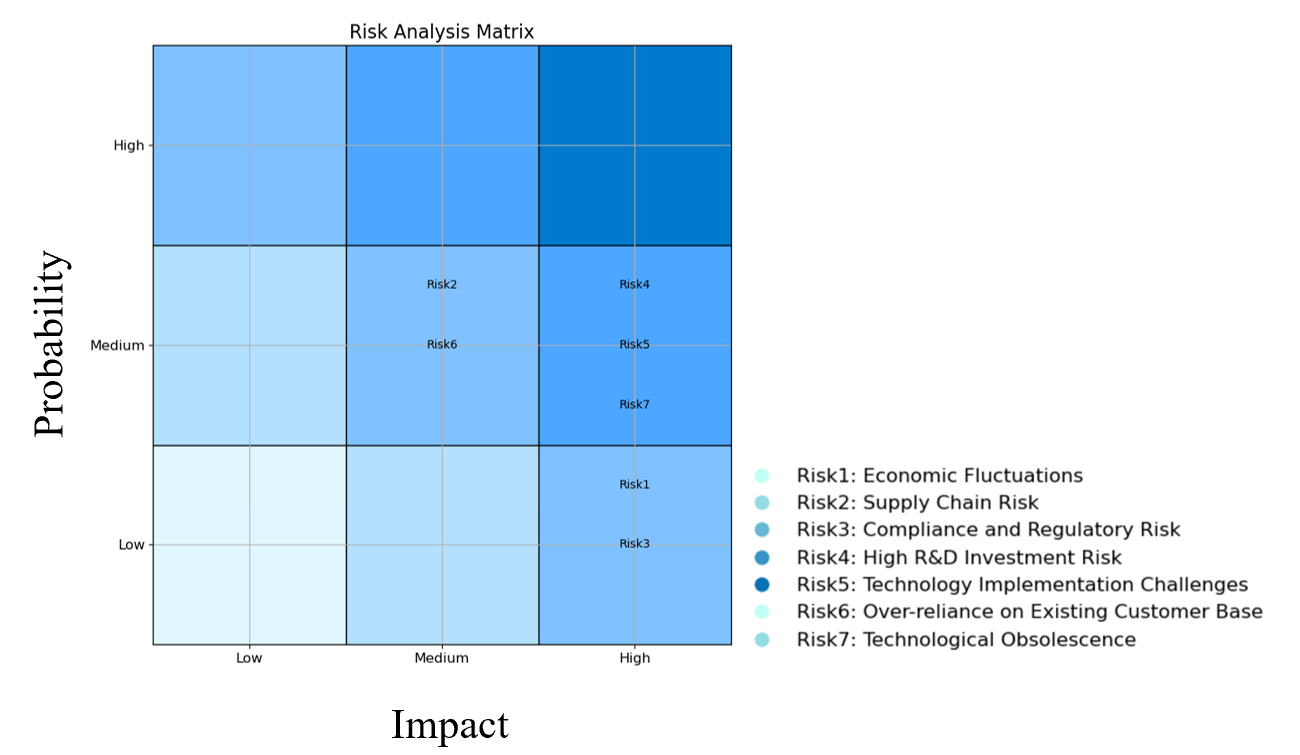 Risk Analysis Matrix
High
Risk2
Risk4
Probability
Medium
Risk6
Risk5
Risk7
Risk1
Low
Risk3
Low
Medium
High
Impact
Risk1: Economic Fluctuations
Risk2: Supply Chain Risk
Risk3: Compliance and Regulatory Risk
Risk4: High R&D Investment Risk
Risk5: Technology Implementation Challenges
Risk6: Over-reliance on Existing Customer Base
Risk7: Technological Obsolescence